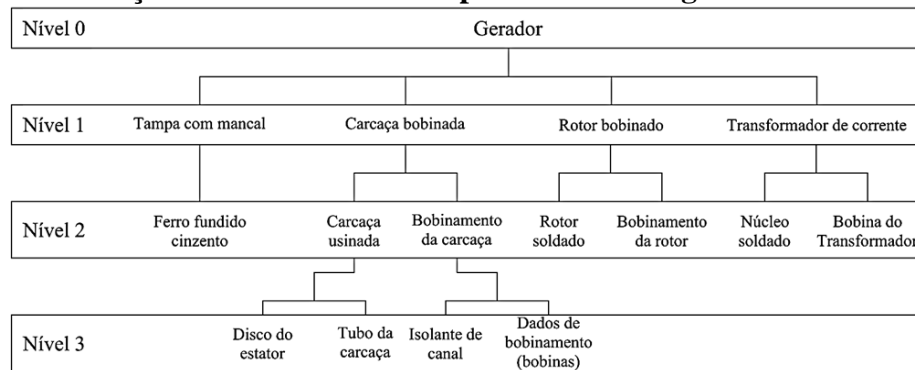 Nível 0
Gerador
Nível 1
Tampa com mancal
Carcaça bobinada
Rotor bobinado
Transformador de corrente
Nível 2
Ferro fundido
cinzento
Carcaça
usinada
Bobinamento
da carcaça
Rotor
soldado
Bobinamento
da rotor
Núcleo
soldado
Bobina do
Transformador
Nível 3
Disco do
estator
Tubo da
carcaça
Isolante de
canal
Dados de
bobinamento
(bobinas)